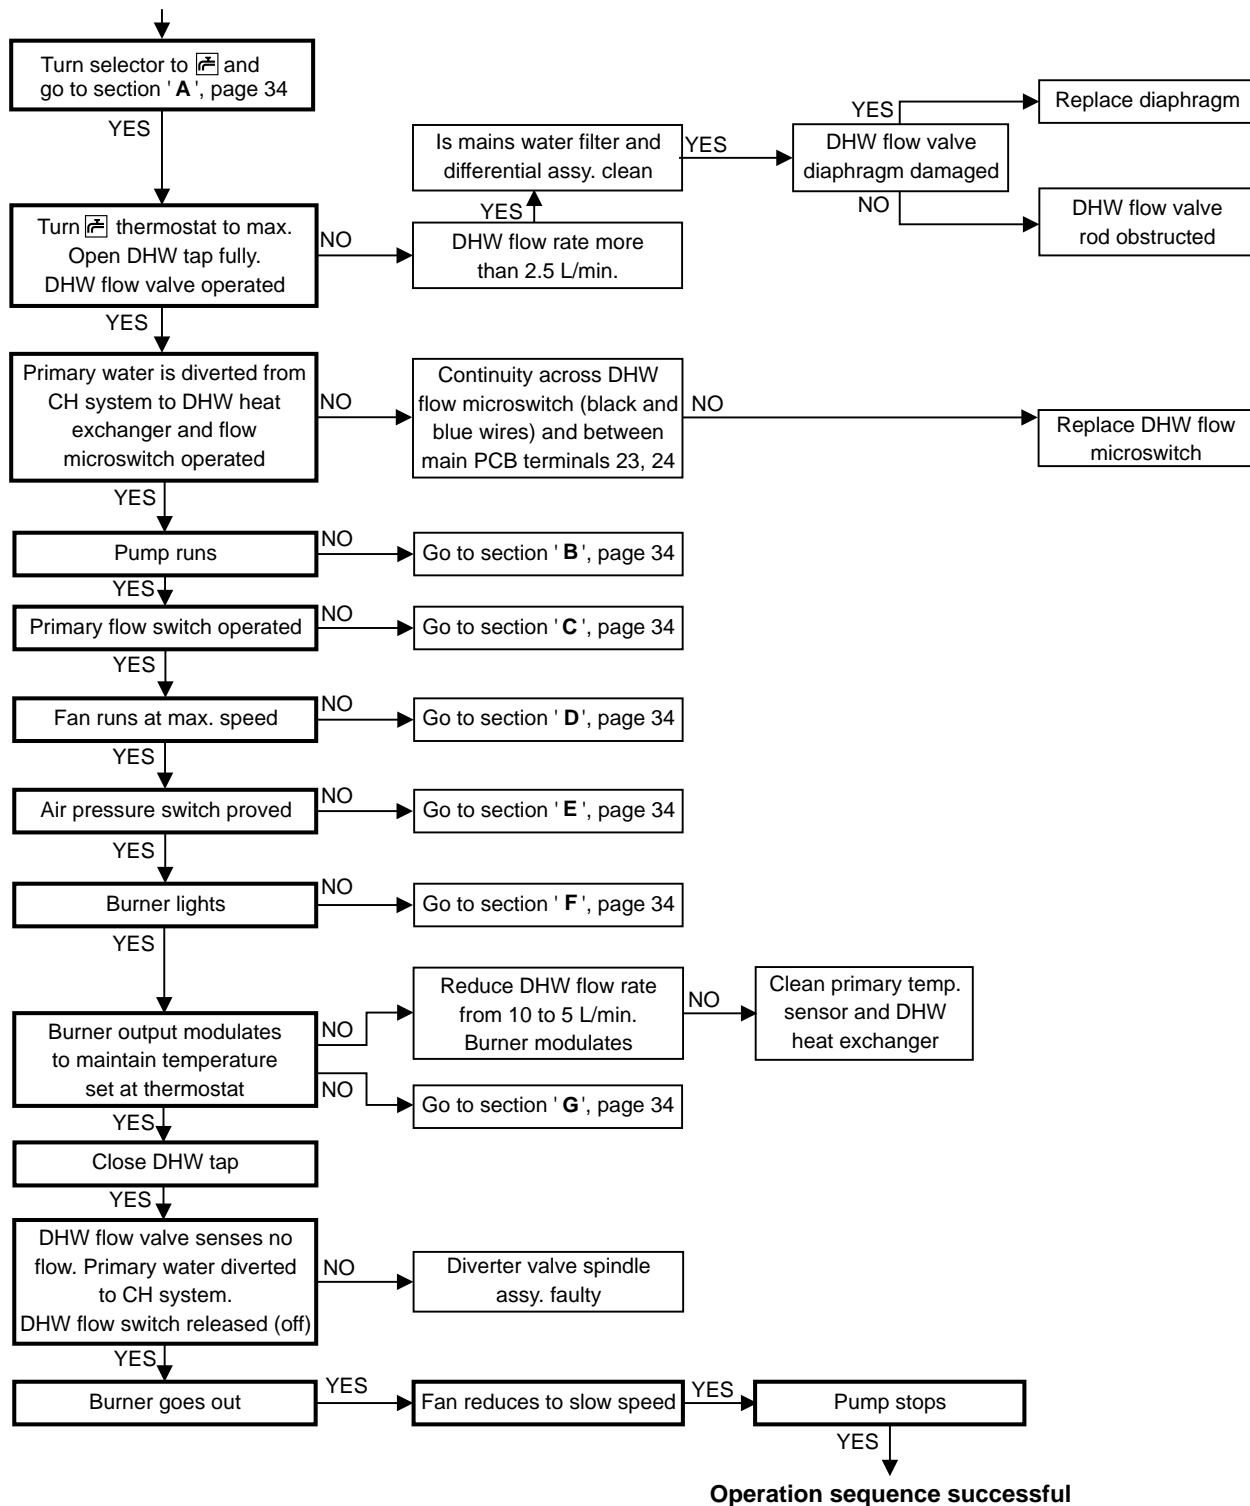 Turn selector to and
go to section ' A ', page 34
YES
Turn thermostat to max.
Open DHW tap fully.
DHW flow valve operated
NO
DHW flow rate more
than 2.5 L/min.
YES
Is mains water filter and
differential assy. clean
YES
DHW flow valve
diaphragm damaged
YES
Replace diaphragm
NO
DHW flow valve
rod obstructed
YES
Primary water is diverted from
CH system to DHW heat
exchanger and flow
microswitch operated
NO
Continuity across DHW
flow microswitch (black and
blue wires) and between
main PCB terminals 23, 24
NO
Replace DHW flow
microswitch
YES
Pump runs
NO
Go to section ' B ', page 34
YES
Primary flow switch operated
NO
Go to section ' C ', page 34
YES
Fan runs at max. speed
NO
Go to section ' D ', page 34
YES
Air pressure switch proved
NO
Go to section ' E ', page 34
YES
Burner lights
NO
Go to section ' F ', page 34
YES
Burner output modulates
to maintain temperature
set at thermostat
NO
Reduce DHW flow rate
from 10 to 5 L/min.
Burner modulates
NO
Clean primary temp.
sensor and DHW
heat exchanger
NO
Go to section ' G ', page 34
YES
Close DHW tap
YES
DHW flow valve senses no
flow. Primary water diverted
to CH system.
DHW flow switch released (off)
NO
Diverter valve spindle
assy. faulty
YES
Burner goes out
YES
Fan reduces to slow speed
YES
Pump stops
YES
Operation sequence successful